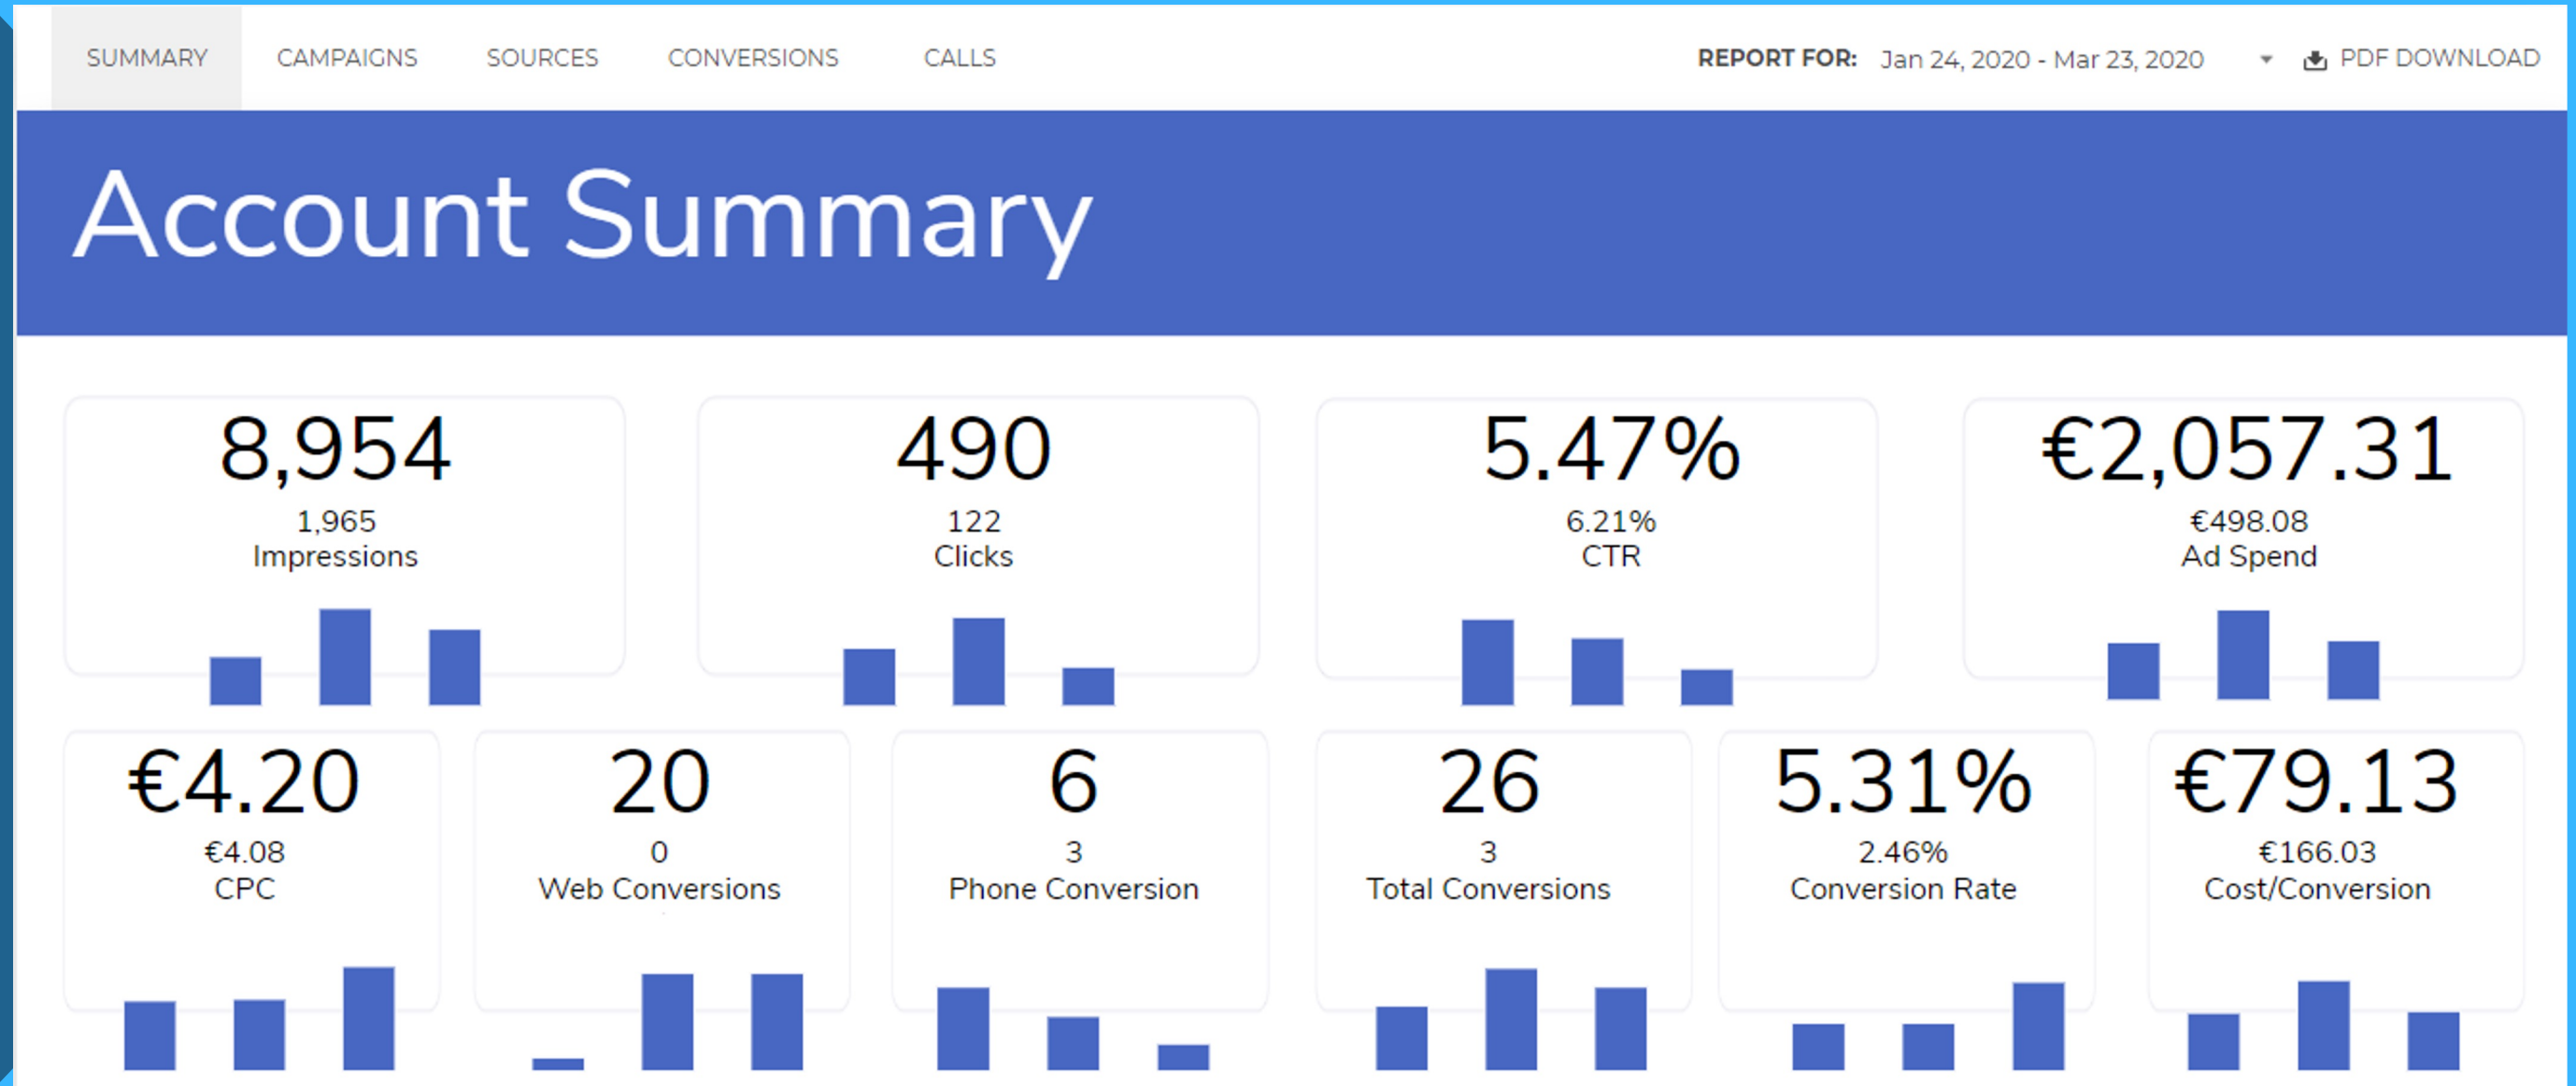 SUMMARY CAMPAIGNS SOURCES CONVERSIONS CALLS REPORT FOR: Jan 24, 2020 - Mar 23, 2020 PDF DOWNLOAD
Account Summary
8,954
1,965
Impressions
490
122
Clicks
5.47%
6.21%
CTR
€2,057.31
€498.08
Ad Spend
€4.20
€4.08
CPC
20
0
Web Conversions
6
3
Phone Conversion
26
3
Total Conversions
5.31%
2.46%
Conversion Rate
€79.13
€166.03
Cost/Conversion